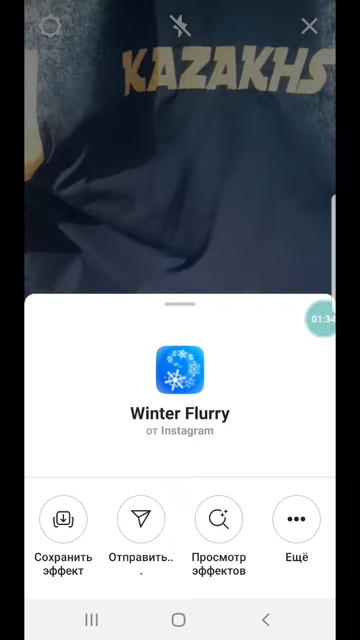 KAZAKHS
01:34
Winter Flurry
от Instagram
Сохранить
эффект
Отправить..
.
Просмотр
эффектов
Ещё